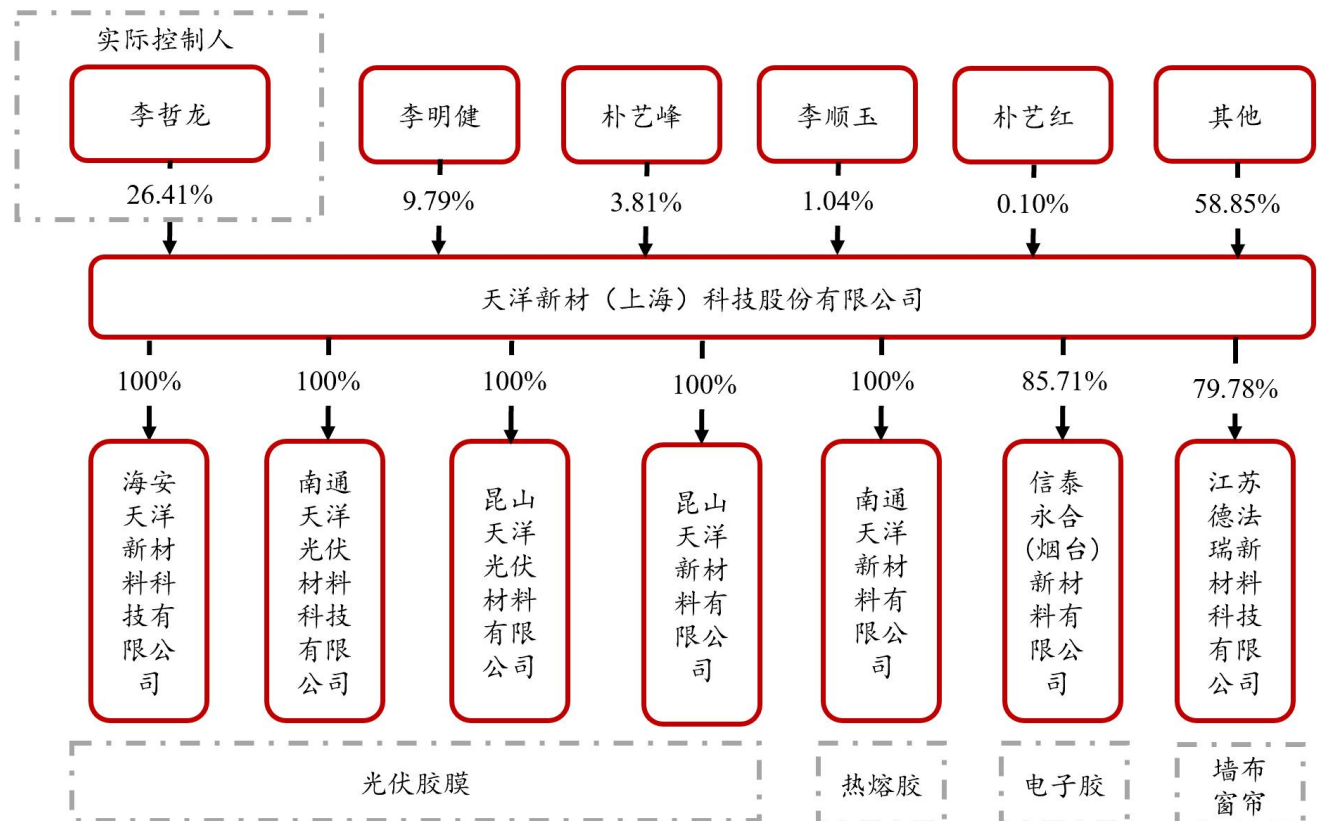 实际控制人
李哲龙
李明健
朴艺峰
李顺玉
朴艺红
其他
26.41%
9.79%
3.81%
1.04%
0.10%
58.85%
天洋新材（上海）科技股份有限公司
100%
100%
100%
100%
100%
85.71%
79.78%
海安
天洋
新材
料科
技有
限公
司
南通
天洋
光伏
材料
科技
有限
公司
昆山
天洋
光伏
材料
有限
公司
昆山
天洋
新材
料有
限公
司
南通
天洋
新材
料有
限公
司
信泰
永合
（烟台）
新材
料有
限公
司
江苏
德法
瑞新
材料
科技
有限
公司
光伏胶膜
热熔胶
电子胶
墙布
窗帘